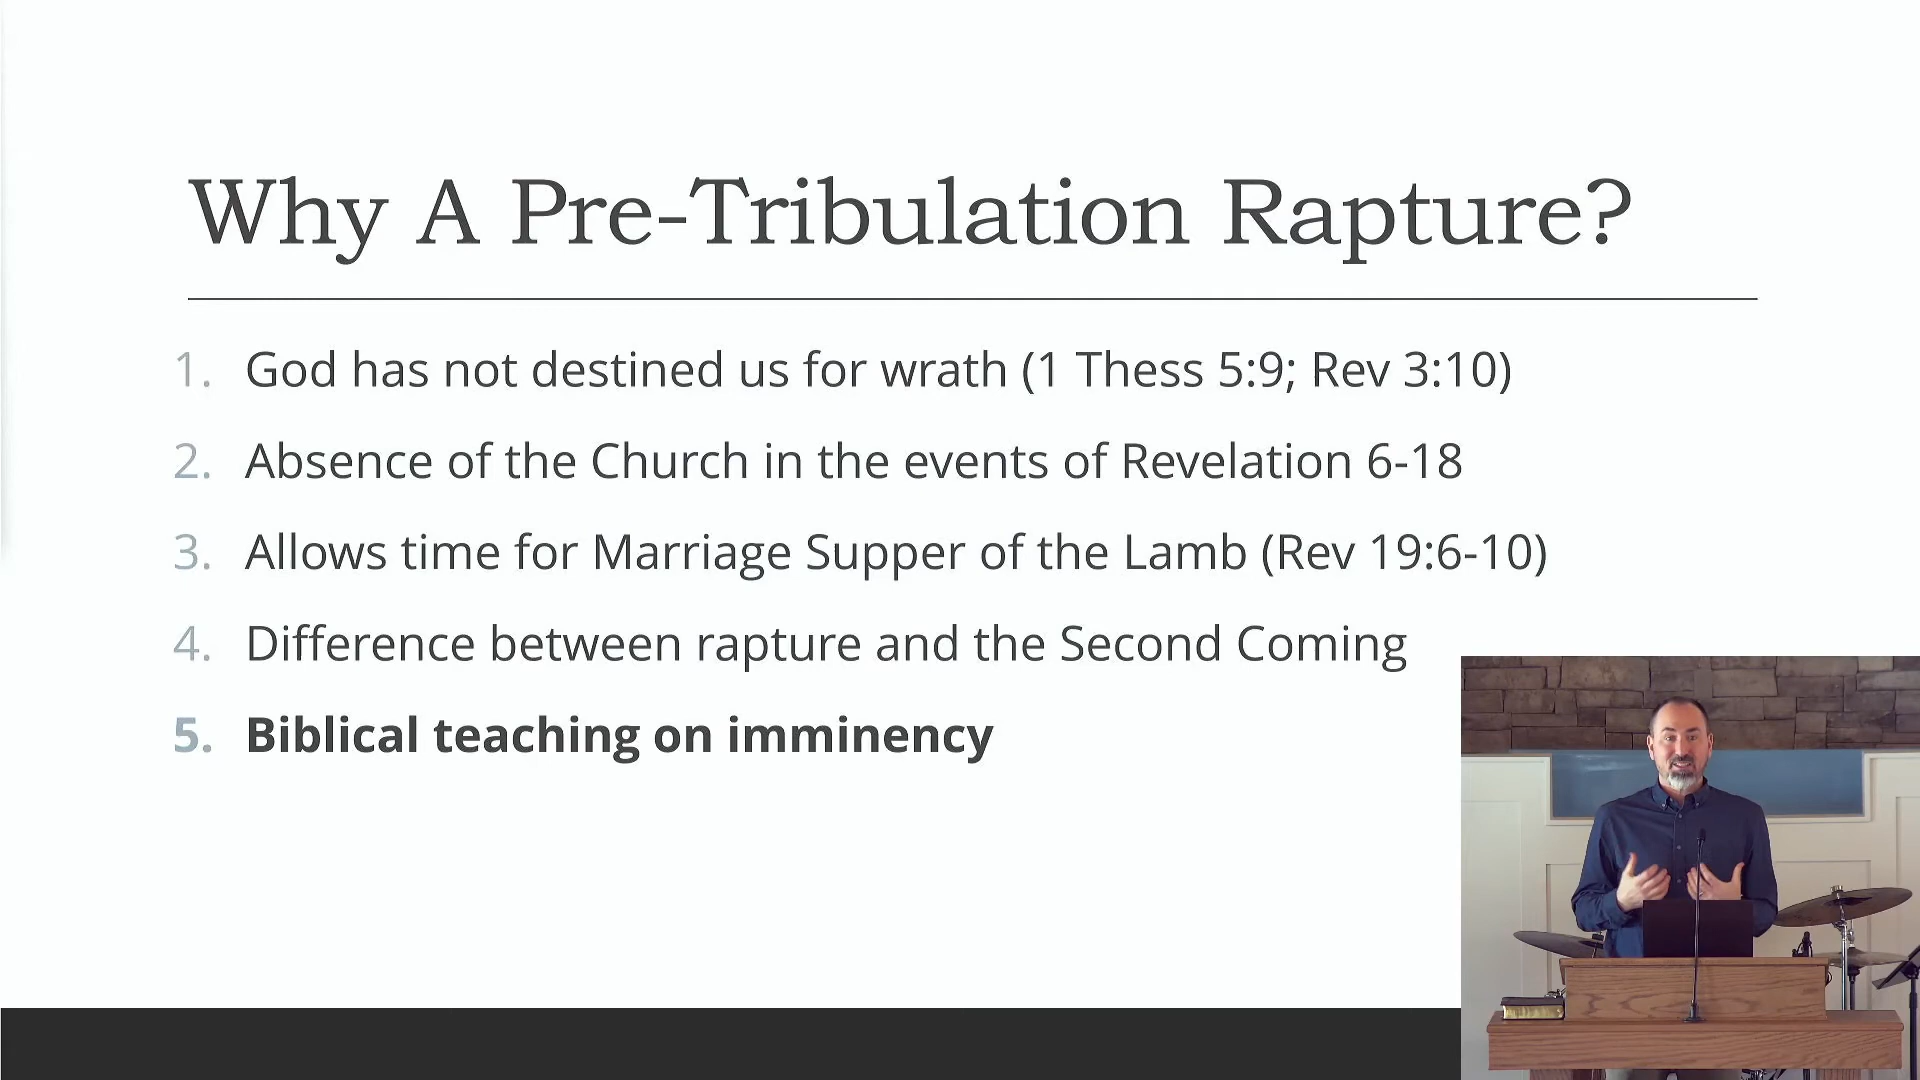 Why A Pre-Tribulation Rapture?
1. God has not destined us for wrath (1 Thess 5:9; Rev 3:10)
2. Absence of the Church in the events of Revelation 6-18
3. Allows time for Marriage Supper of the Lamb (Rev 19:6-10)
4. Difference between rapture and the Second Coming
5. Biblical teaching on imminency